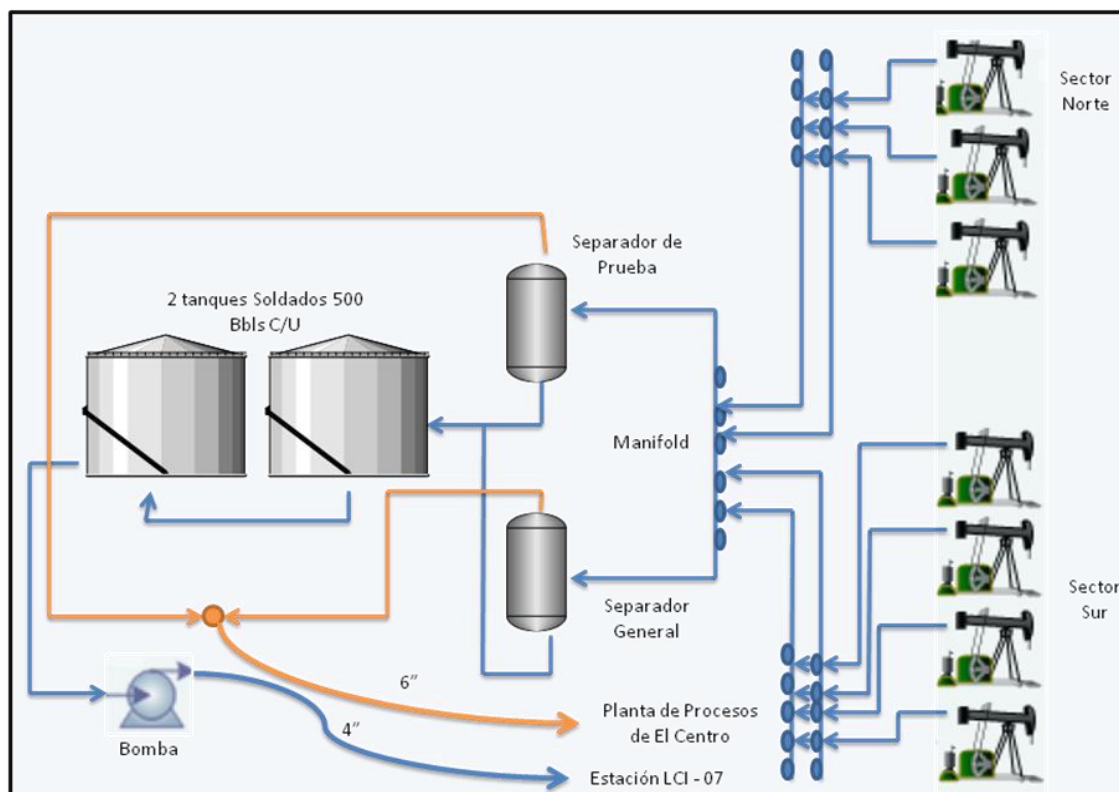 Sector
Norte
Separador de
Prueba
2 tanques Soldados 500
Bbls C/U
Manifold
Separador
General
Sector
Sur
6”
4”
Bomba
Planta de Procesos
de El Centro
Estación LCI - 07